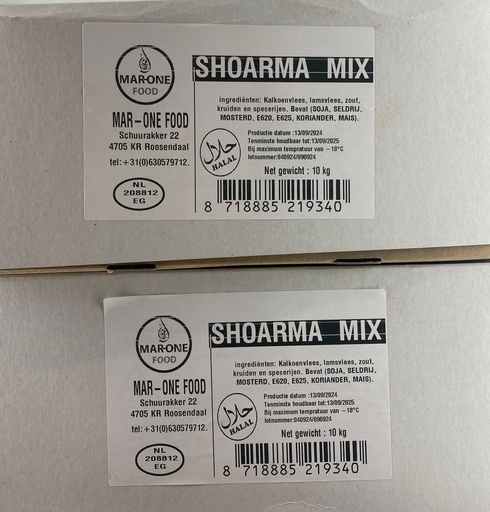 MAR-ONE
FOOD
MAR-ONE FOOD
Schuurakker 22
4705 KR Roosendaal
tel:+31(0)630579712.
NL
208812
EG
SHOARMA MIX
ingrediënten: Kalkoenvlees, lamsvlees, zout,
kruiden en specerijen. Bevat (SOJA, SELDRIJ,
MOSTERD, E620, E625, KORIANDER, MAIS).
حلال
HALAL
Productie datum :13/09/2024
Tenminste houdbaar tot:13/09/2025
Bij maximum tempratuur van -18°C
lotnummer:040924/090924
Net gewicht : 10 kg
8 718885 219340
MAR-ONE
FOOD
MAR-ONE FOOD
Schuurakker 22
4705 KR Roosendaal
tel:+31(0)630579712.
NL
208812
EG
SHOARMA MIX
ingrediënten: Kalkoenvlees, lamsvlees, zout,
kruiden en specerijen. Bevat (SOJA, SELDRIJ,
MOSTERD, E620, E625, KORIANDER, MAIS).
حلال
HALAL
Productie datum :13/09/2024
Tenminste houdbaar tot:13/09/2025
Bij maximum tempratuur van -18°C
lotnummer:040924/090924
Net gewicht : 10 kg
8 718885 219340